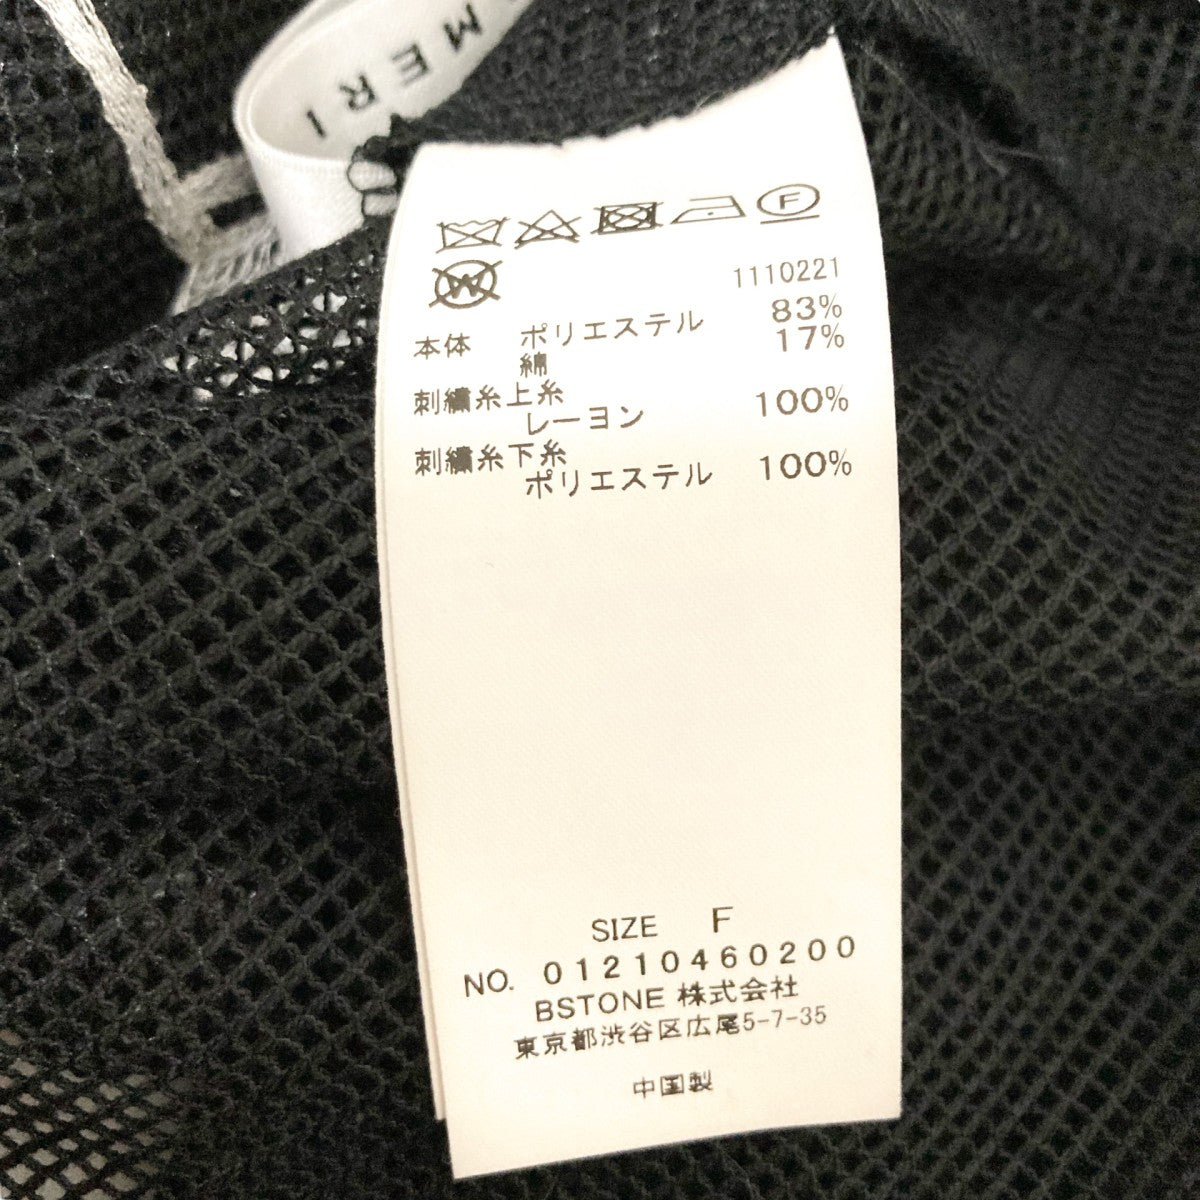 MERI
F
W
1110221
本体 ポリエステル 83%
綿 17%
刺繍糸上糸
レーヨン 100%
刺繍糸下糸
ポリエステル 100%
SIZE F
NO. 01210460200
BSTONE 株式会社
東京都渋谷区広尾5-7-35
中国製